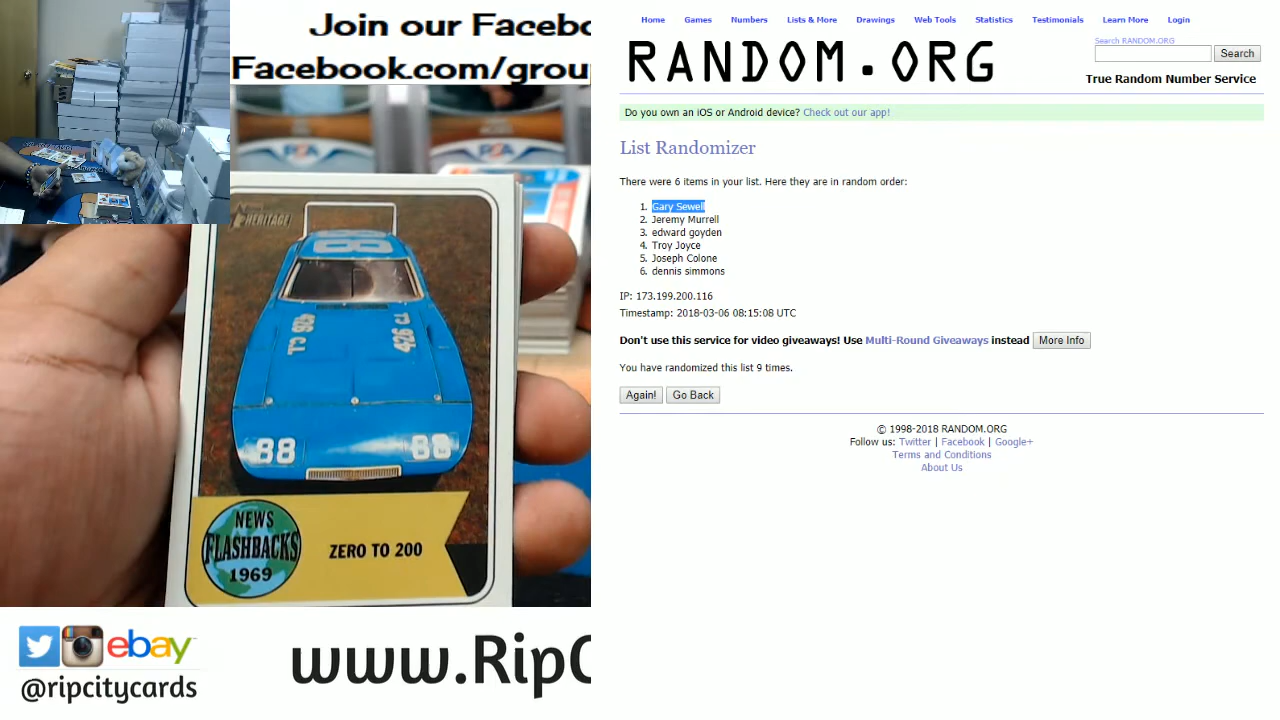 Join our Facebo
Facebook.com/grou
HERITAGE
88
426 CI
426 CI
88
88
NEWS
FLASHBACKS
1969
ZERO TO 200
ebay
@ripcitycards
www.RipC
Home Games Numbers Lists & More Drawings Web Tools Statistics Testimonials Learn More Login
RANDOM.ORG
Search RANDOM.ORG
Search
True Random Number Service
Do you own an iOS or Android device? Check out our app!
List Randomizer
There were 6 items in your list. Here they are in random order:
1. Gary Sewell
2. Jeremy Murrell
3. edward goyden
4. Troy Joyce
5. Joseph Colone
6. dennis simmons
IP: 173.199.200.116
Timestamp: 2018-03-06 08:15:08 UTC
Don't use this service for video giveaways! Use Multi-Round Giveaways instead More Info
You have randomized this list 9 times.
Again! Go Back
© 1998-2018 RANDOM.ORG
Follow us: Twitter | Facebook | Google+
Terms and Conditions
About Us